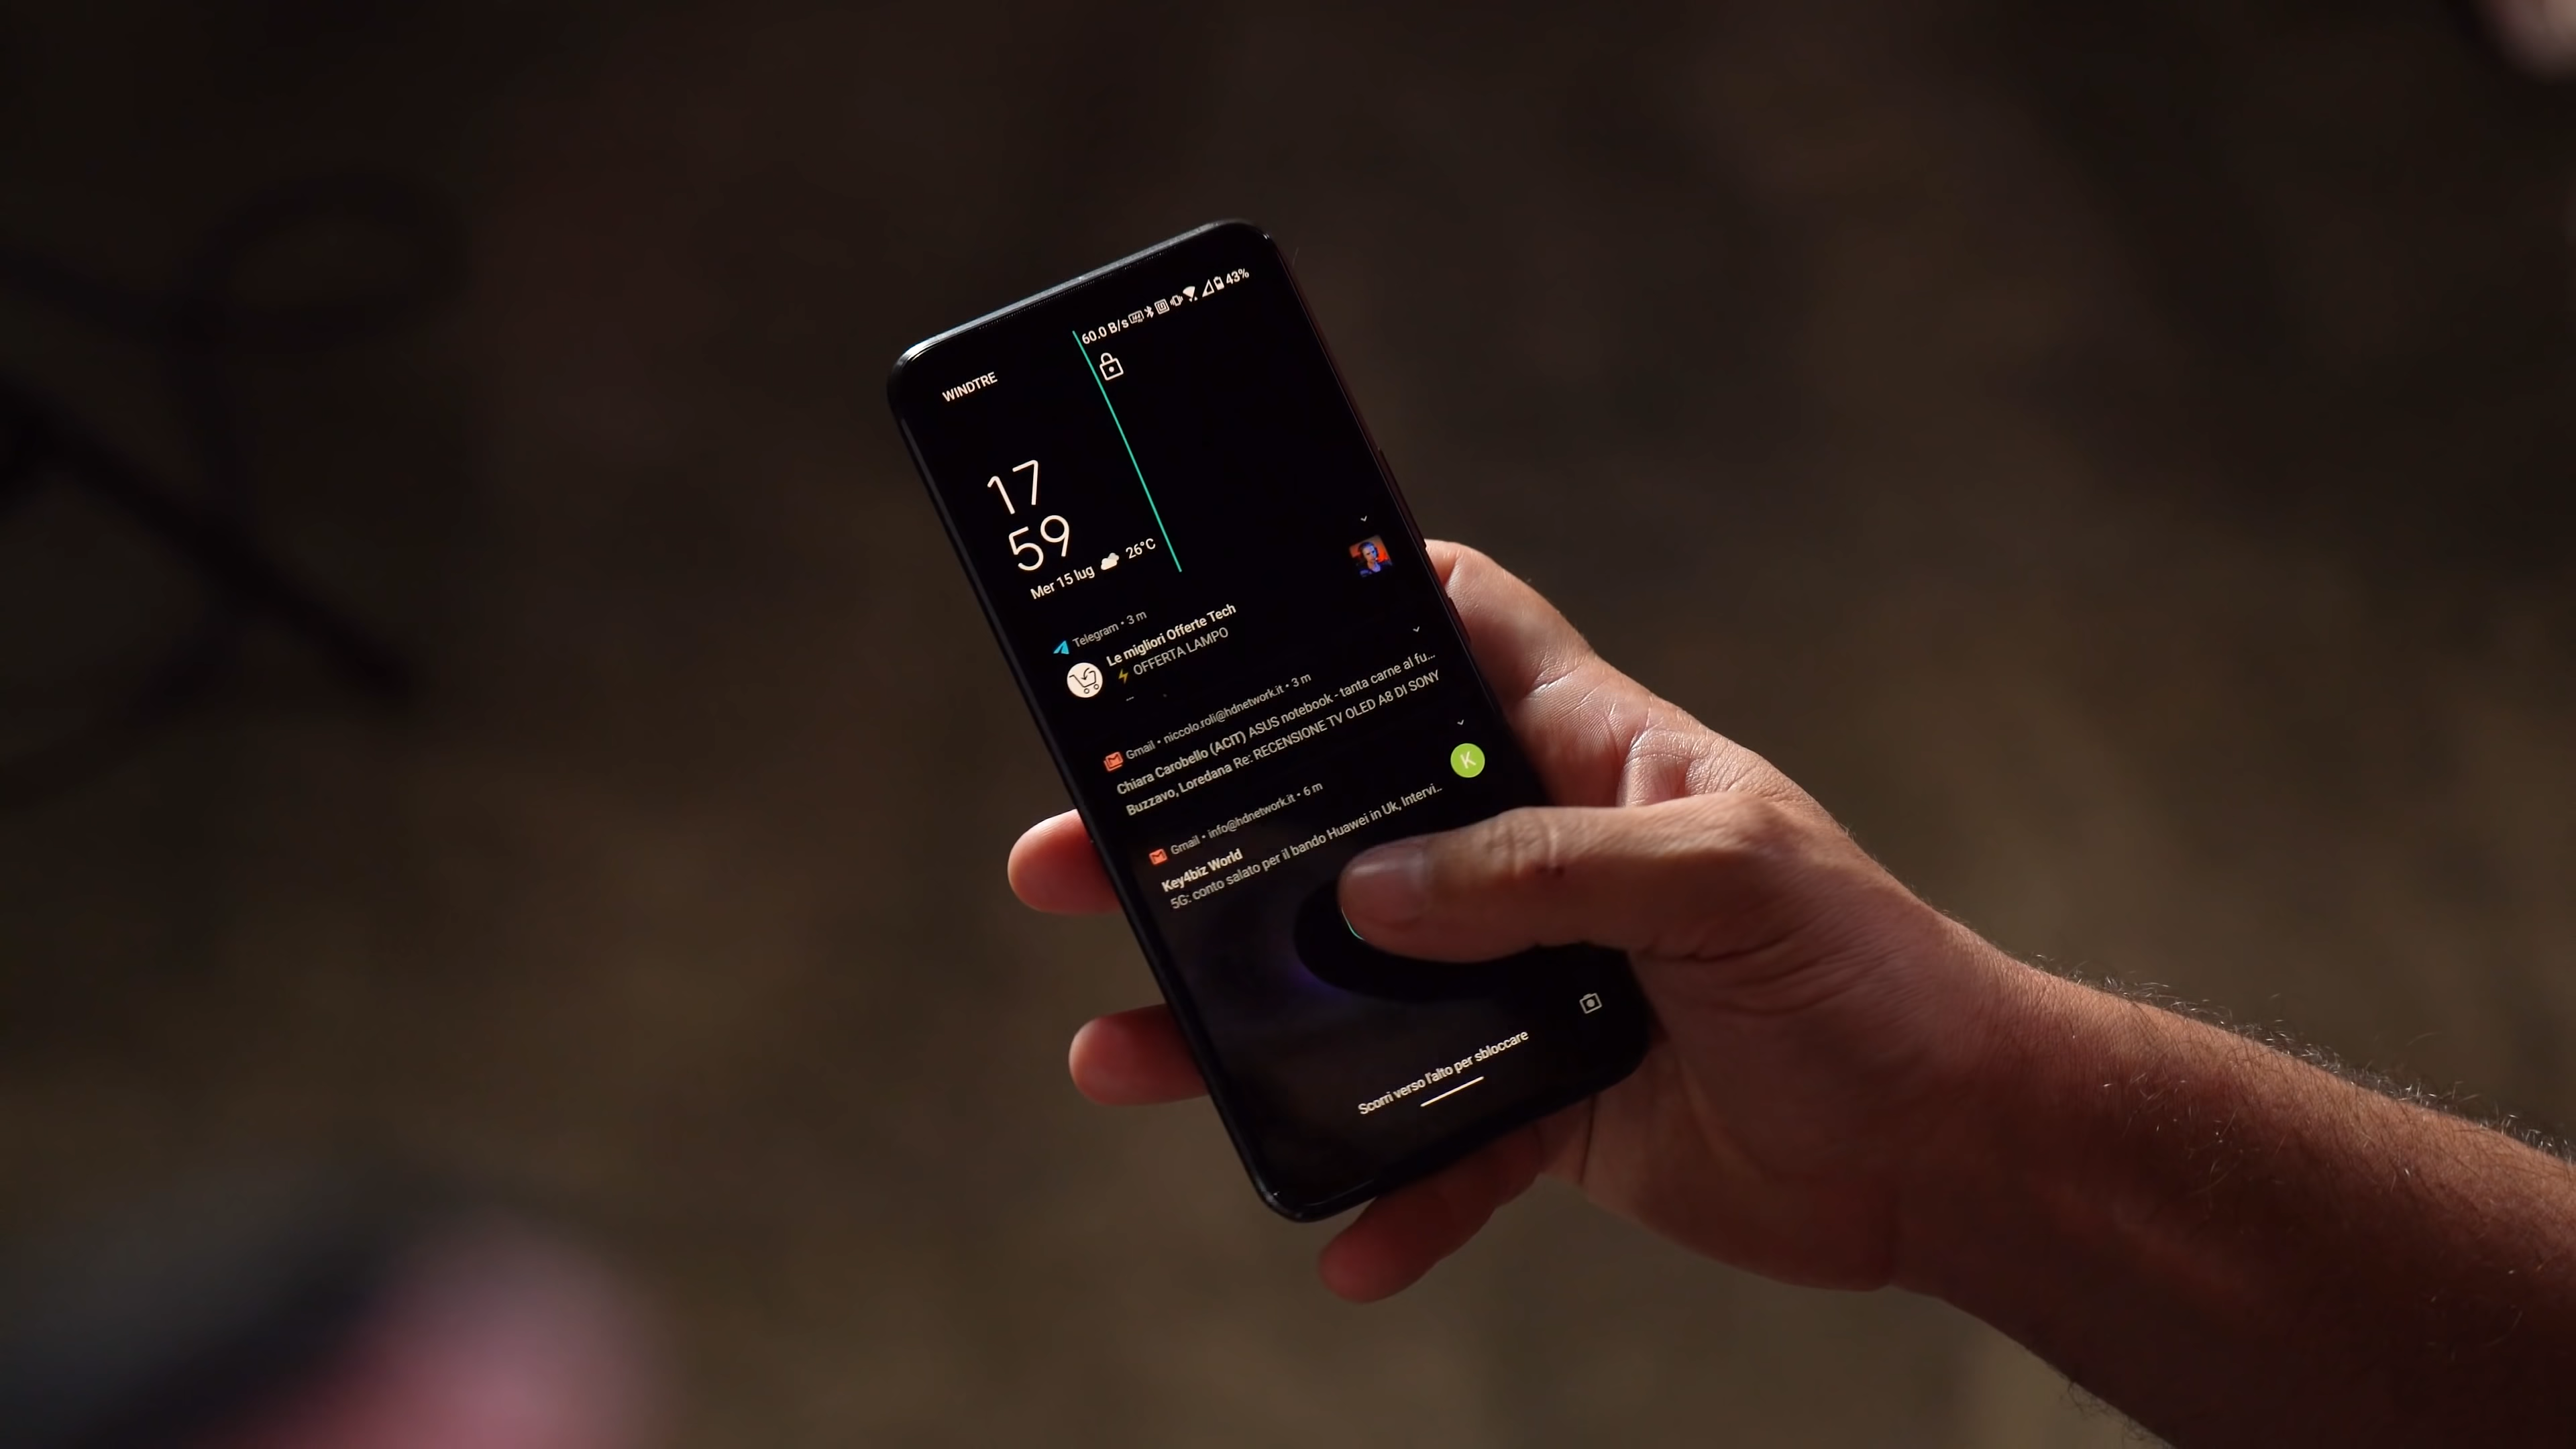 WINDTRE
60.0 B/s 43%
17
59
Mer 15 lug 26°C
Telegram • 3 m
Le migliori Offerte Tech
OFFERTA LAMPO
...
Gmail • niccolo.roli@hdnetwork.it • 3 m
Chiara Carobello (ACIT) ASUS notebook - tanta carne al fu...
Buzzavo, Loredana Re: RECENSIONE TV OLED A8 DI SONY
Gmail • info@hdnetwork.it • 6 m
K
Key4biz World
5G: conto salato per il bando Huawei in Uk, Intervi..
Scorri verso l'alto per sbloccare